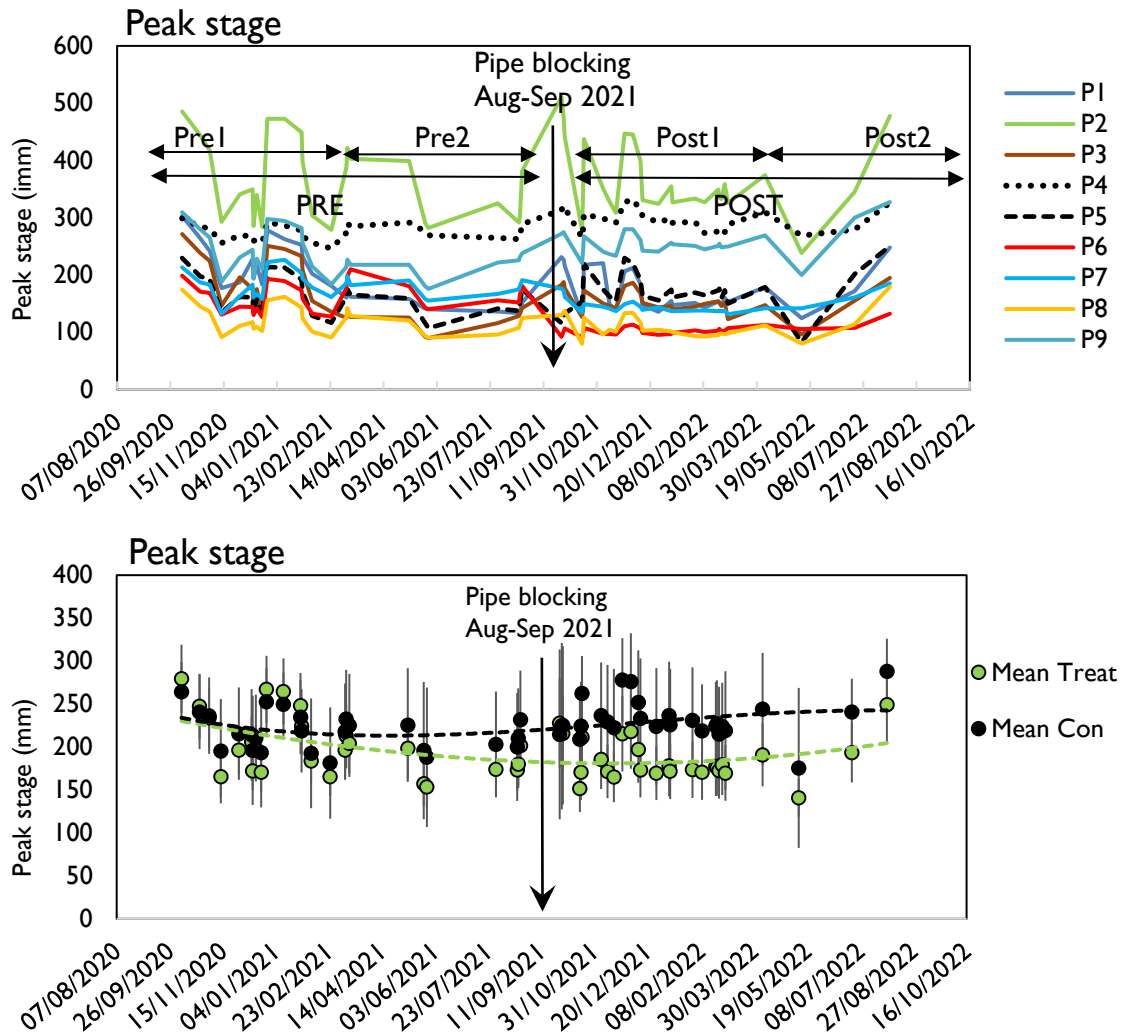 Peak stage
600
500
400
300
200
100
0
Peak stage (imm)
Pipe blocking
Aug-Sep 2021
Pre1
Pre2
Post1
Post2
PRE
POST
P1
P2
P3
P4
P5
P6
P7
P8
P9
07/08/2020
26/09/2020
15/11/2020
04/01/2021
23/02/2021
14/04/2021
03/06/2021
23/07/2021
11/09/2021
31/10/2021
20/12/2021
08/02/2022
30/03/2022
19/05/2022
08/07/2022
27/08/2022
16/10/2022
Peak stage
400
350
300
250
200
150
100
50
0
Peak stage (mm)
Pipe blocking
Aug-Sep 2021
Mean Treat
Mean Con
07/08/2020
26/09/2020
15/11/2020
04/01/2021
23/02/2021
14/04/2021
03/06/2021
23/07/2021
11/09/2021
31/10/2021
20/12/2021
08/02/2022
30/03/2022
19/05/2022
08/07/2022
27/08/2022
16/10/2022